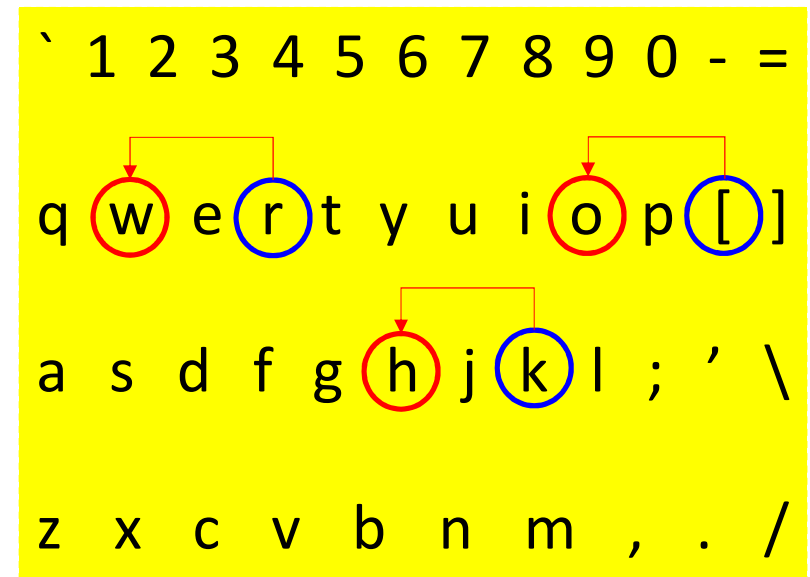 ` 1 2 3 4 5 6 7 8 9 0 - =
q w e r t y u i o p [ ]
a s d f g h j k l ; ’ \
z x c v b n m , . /